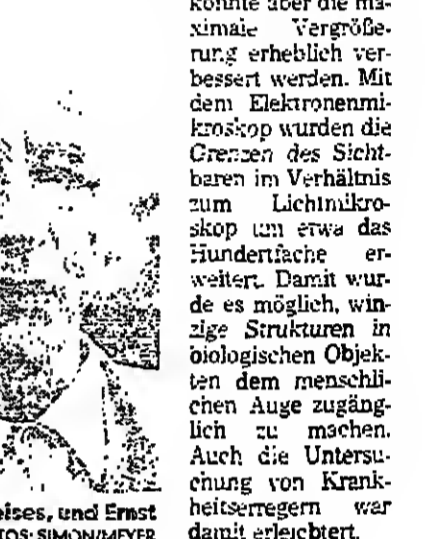 konnte aber die ma-
ximale Vergröße-
rung erheblich ver-
bessert werden. Mit
dem Elektronenmi-
kroskop wurden die
Grenzen des Sicht-
baren im Verhältnis
zum Lichtmikro-
skop um etwa das
Hundertfache er-
weitert. Damit wur-
de es möglich, win-
zige Strukturen in
biologischen Objek-
ten dem menschli-
chen Auge zugäng-
lich zu machen.
Auch die Untersu-
chung von Krank-
heitserregern war
damit erleichtert.
eises, und Ernst
TOS: SIMON/MEYER